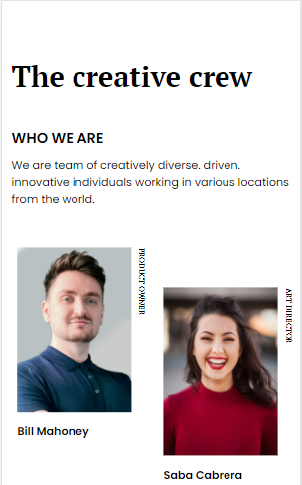 The creative crew
WHO WE ARE
We are team of creatively diverse. driven.
innovative individuals working in various locations
from the world.
PRODUCT OWNER
Bill Mahoney
ART DIRECTOR
Saba Cabrera